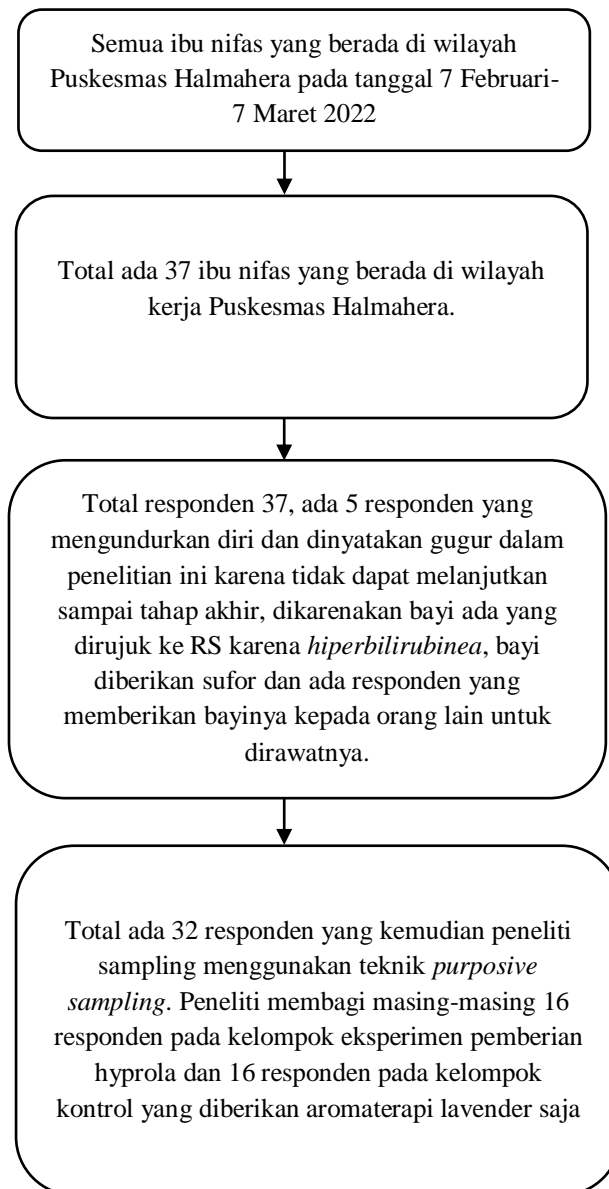 Semua ibu nifas yang berada di wilayah
Puskesmas Halmahera pada tanggal 7 Februari-
7 Maret 2022
Total ada 37 ibu nifas yang berada di wilayah
kerja Puskesmas Halmahera.
Total responden 37, ada 5 responden yang
mengundurkan diri dan dinyatakan gugur dalam
penelitian ini karena tidak dapat melanjutkan
sampai tahap akhir, dikarenakan bayi ada yang
dirujuk ke RS karena hiperbilirubinea, bayi
diberikan sufor dan ada responden yang
memberikan bayinya kepada orang lain untuk
dirawatnya.
Total ada 32 responden yang kemudian peneliti
sampling menggunakan teknik purposive
sampling. Peneliti membagi masing-masing 16
responden pada kelompok eksperimen pemberian
hyprola dan 16 responden pada kelompok
kontrol yang diberikan aromaterapi lavender saja